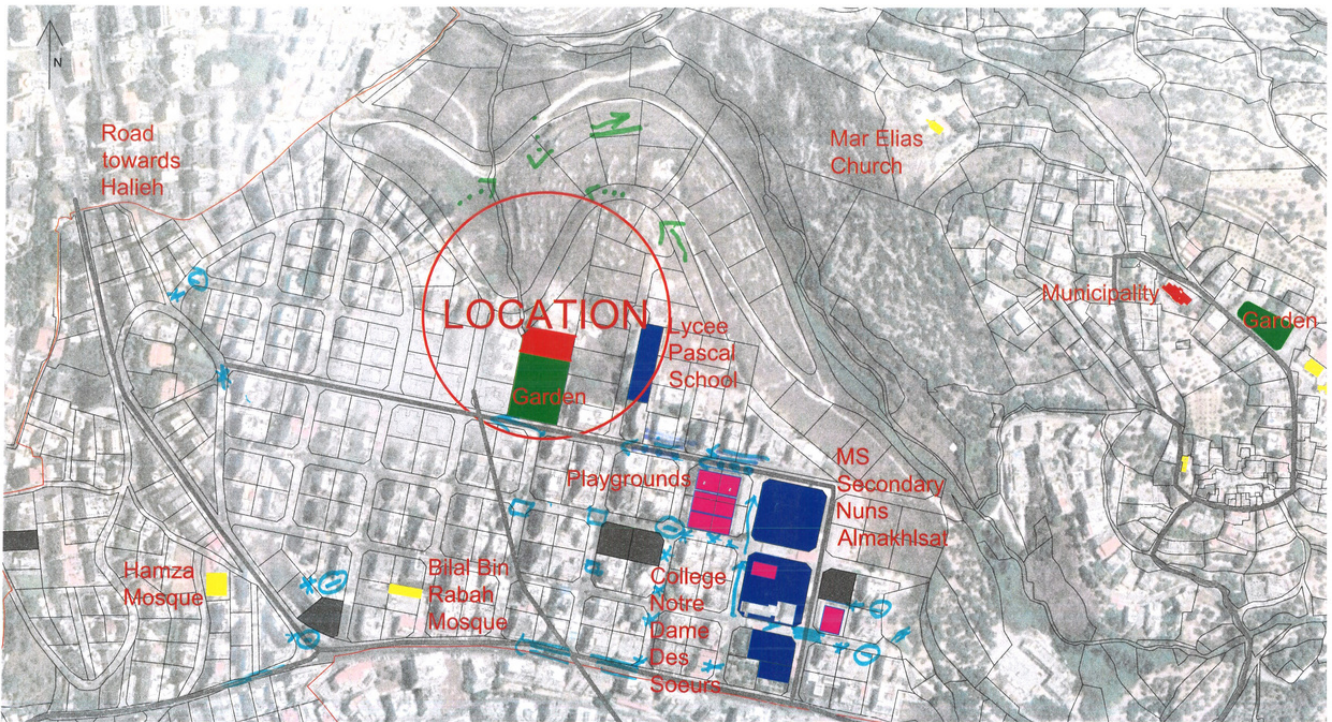 N
Road
towards
Halieh
Mar Elias
Church
LOCATION
Municipality
Garden
Lycee
Pascal
School
Garden
Playgrounds
MS
Secondary
Nuns
Almakhlsat
Hamza
Mosque
Bilal Bin
Rabah
Mosque
College
Notre
Dame
Des
Soeurs